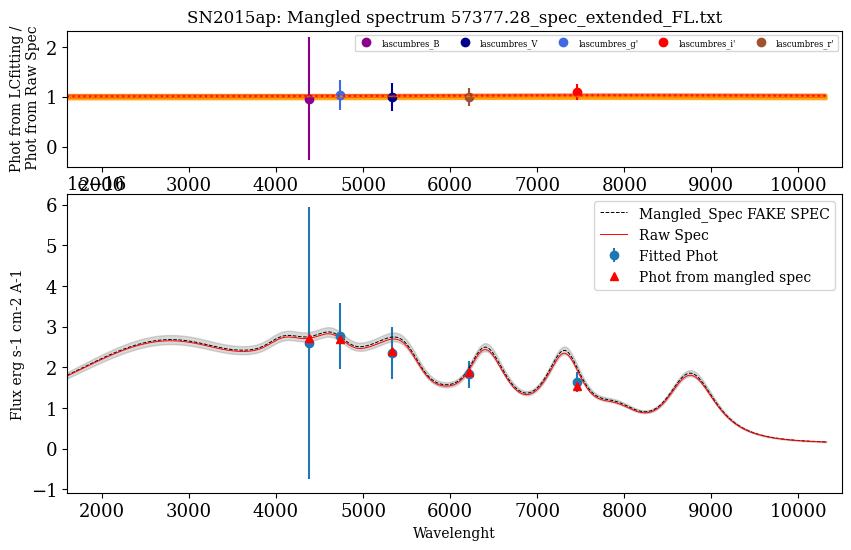 SN2015ap: Mangled spectrum 57377.28_spec_extended_FL.txt
Phot from LCfitting /
Phot from Raw Spec
2
1
0
lascumbres_B
lascumbres_V
lascumbres_g'
lascumbres_i'
lascumbres_r'
2000 3000 4000 5000 6000 7000 8000 9000 10000
1e−16
Flux erg s-1 cm-2 A-1
6
5
4
3
2
1
0
−1
Mangled_Spec FAKE SPEC
Raw Spec
Fitted Phot
Phot from mangled spec
2000 3000 4000 5000 6000 7000 8000 9000 10000
Wavelenght